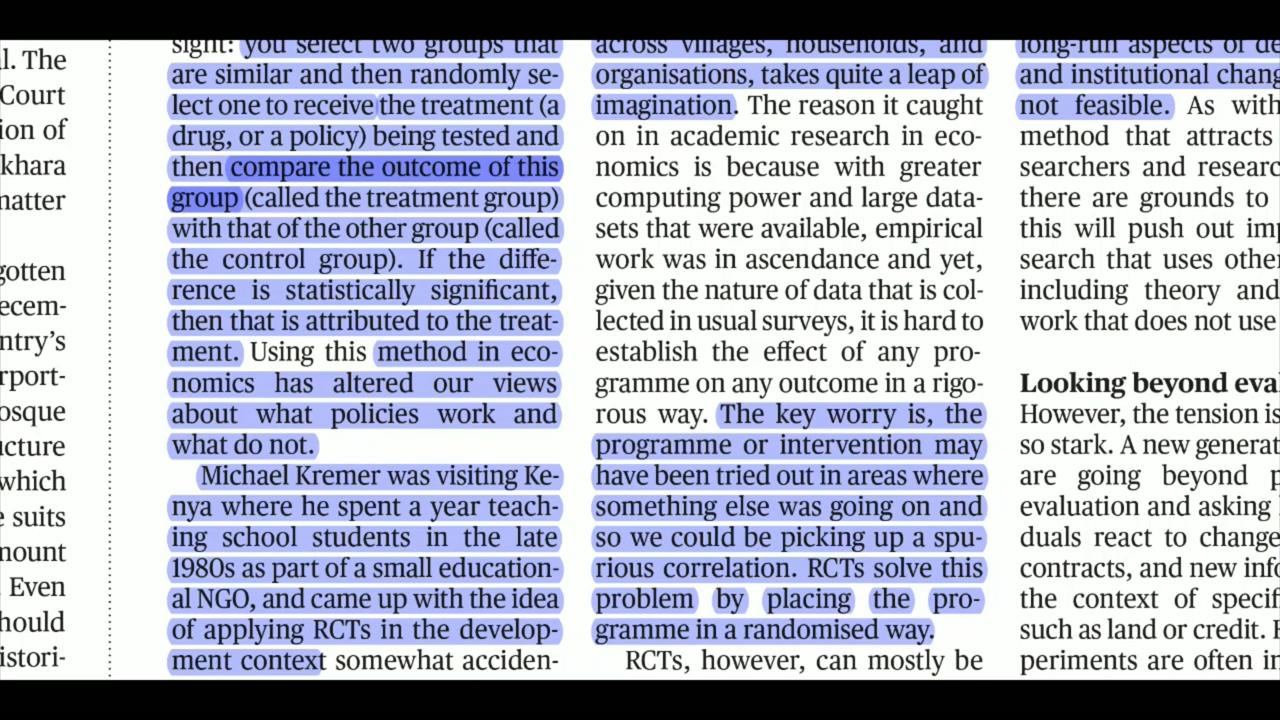 l. The
Court
ion of
khara
natter
gotten
ecem-
ntry's
rport-
osque
ucture
which
e suits
nount
. Even
hould
istori-
sight: you select two groups that
are similar and then randomly se-
lect one to receive the treatment (a
drug, or a policy) being tested and
then compare the outcome of this
group (called the treatment group)
with that of the other group (called
the control group). If the diffe-
rence is statistically significant,
then that is attributed to the treat-
ment. Using this method in eco-
nomics has altered our views
about what policies work and
what do not.
Michael Kremer was visiting Ke-
nya where he spent a year teach-
ing school students in the late
1980s as part of a small education-
al NGO, and came up with the idea
of applying RCTs in the develop-
ment context somewhat acciden-
across villages, households, and
organisations, takes quite a leap of
imagination. The reason it caught
on in academic research in eco-
nomics is because with greater
computing power and large data-
sets that were available, empirical
work was in ascendance and yet,
given the nature of data that is col-
lected in usual surveys, it is hard to
establish the effect of any pro-
gramme on any outcome in a rigo-
rous way. The key worry is, the
programme or intervention may
have been tried out in areas where
something else was going on and
so we could be picking up a spu-
rious correlation. RCTs solve this
problem by placing the pro-
gramme in a randomised way.
RCTs, however, can mostly be
long-run aspects of de
and institutional chang
not feasible. As with
method that attracts
searchers and researc
there are grounds to
this will push out imp
search that uses othe
including theory and
work that does not use
Looking beyond eval
However, the tension is
so stark. A new generat
are going beyond p
evaluation and asking
duals react to change
contracts, and new info
the context of specif
such as land or credit. E
periments are often in